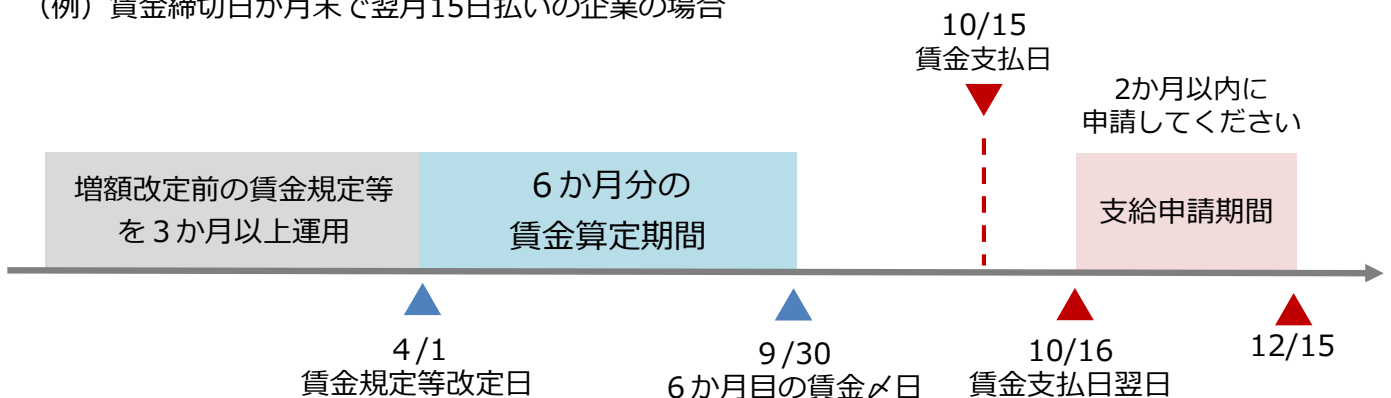 （例）賃金締切日が月末で翌月15日払いの企業の場合
10/15
賃金支払日
2か月以内に
申請してください
増額改定前の賃金規定等
を３か月以上運用
６か月分の
賃金算定期間
支給申請期間
４/1
賃金規定等改定日
９/30
６か月目の賃金〆日
10/16
賃金支払日翌日
12/15